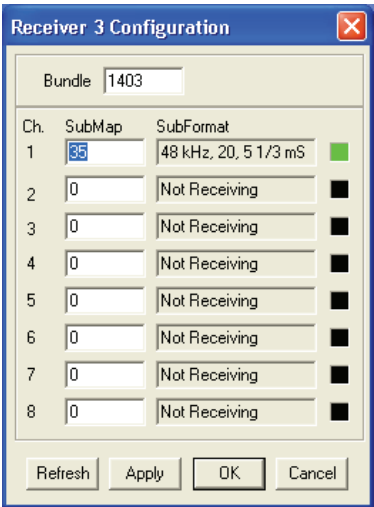 Receiver 3 Configuration
Bundle 1403
Ch. SubMap SubFormat
1 35 48 kHz, 20, 5 1/3 mS
2 0 Not Receiving
3 0 Not Receiving
4 0 Not Receiving
5 0 Not Receiving
6 0 Not Receiving
7 0 Not Receiving
8 0 Not Receiving
Refresh Apply OK Cancel